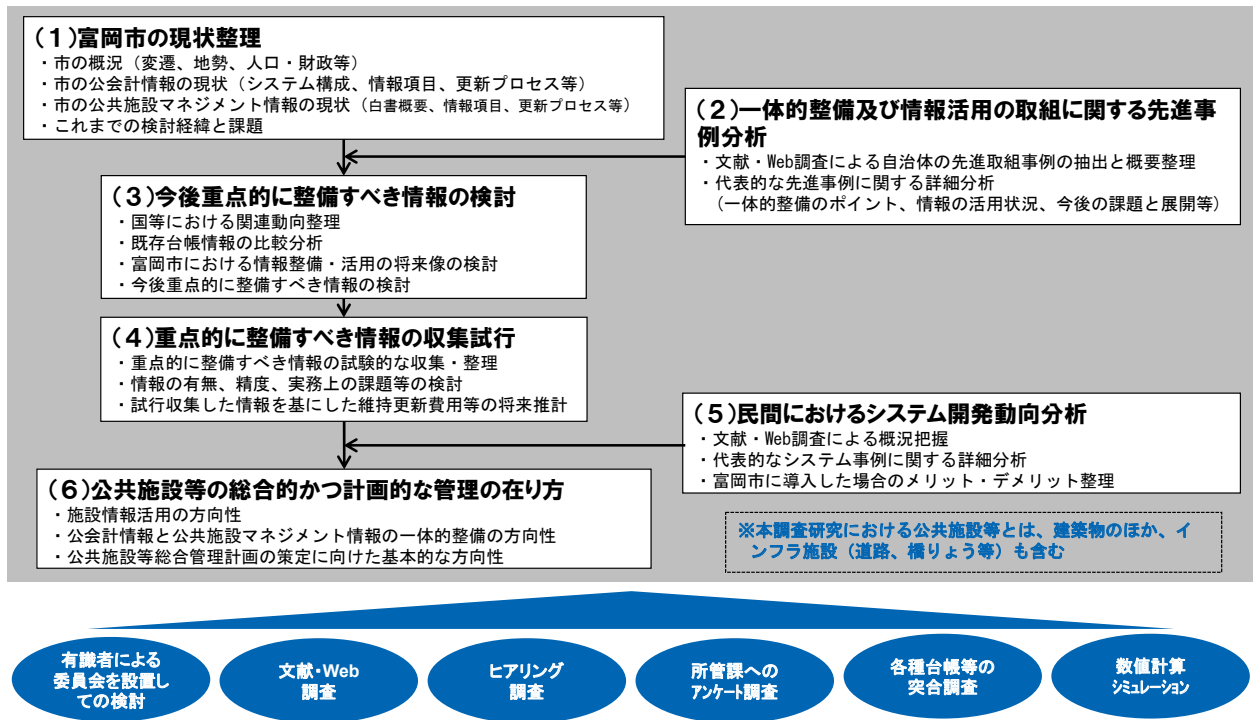 （１）富岡市の現状整理
・市の概況（変遷、地勢、人口・財政等）
・市の公会計情報の現状（システム構成、情報項目、更新プロセス等）
・市の公共施設マネジメント情報の現状（白書概要、情報項目、更新プロセス等）
・これまでの検討経緯と課題
（２）一体的整備及び情報活用の取組に関する先進事
例分析
・文献・Web調査による自治体の先進取組事例の抽出と概要整理
・代表的な先進事例に関する詳細分析
（一体的整備のポイント、情報の活用状況、今後の課題と展開等）
（３）今後重点的に整備すべき情報の検討
・国等における関連動向整理
・既存台帳情報の比較分析
・富岡市における情報整備・活用の将来像の検討
・今後重点的に整備すべき情報の検討
（４）重点的に整備すべき情報の収集試行
・重点的に整備すべき情報の試験的な収集・整理
・情報の有無、精度、実務上の課題等の検討
・試行収集した情報を基にした維持更新費用等の将来推計
（５）民間におけるシステム開発動向分析
・文献・Web調査による概況把握
・代表的なシステム事例に関する詳細分析
・富岡市に導入した場合のメリット・デメリット整理
（６）公共施設等の総合的かつ計画的な管理の在り方
・施設情報活用の方向性
・公会計情報と公共施設マネジメント情報の一体的整備の方向性
・公共施設等総合管理計画の策定に向けた基本的な方向性
※本調査研究における公共施設等とは、建築物のほか、イ
ンフラ施設（道路、橋りょう等）も含む
有識者による
委員会を設置し
ての検討
文献・Web
調査
ヒアリング
調査
所管課への
アンケート調査
各種台帳等の
突合調査
数値計算
シミュレーション